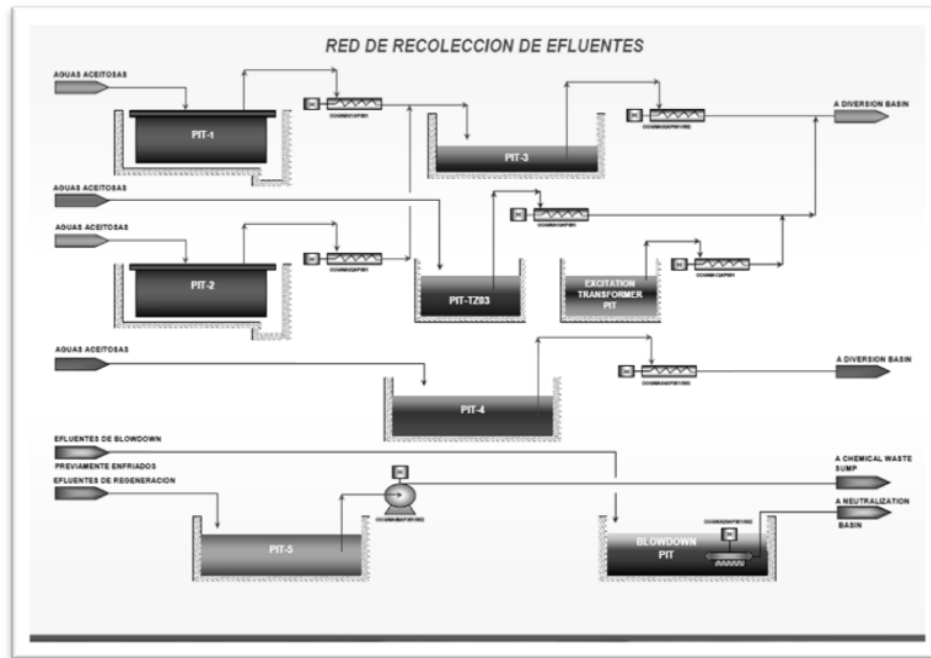 RED DE RECOLECCION DE EFLUENTES
AGUAS ACEITOSAS
PIT-1
PIT-3
A DIVERSION BASIN
AGUAS ACEITOSAS
AGUAS ACEITOSAS
PIT-2
PIT-TZ03
EXCITATION
TRANSFORMER
PIT
AGUAS ACEITOSAS
A DIVERSION BASIN
PIT-4
EFLUENTES DE BLOWDOWN
PREVIAMENTE ENFRIADOS
A CHEMICAL WASTE
SUMP
EFLUENTES DE REGENERACION
A NEUTRALIZATION
BASIN
PIT-5
BLOWDOWN
PIT